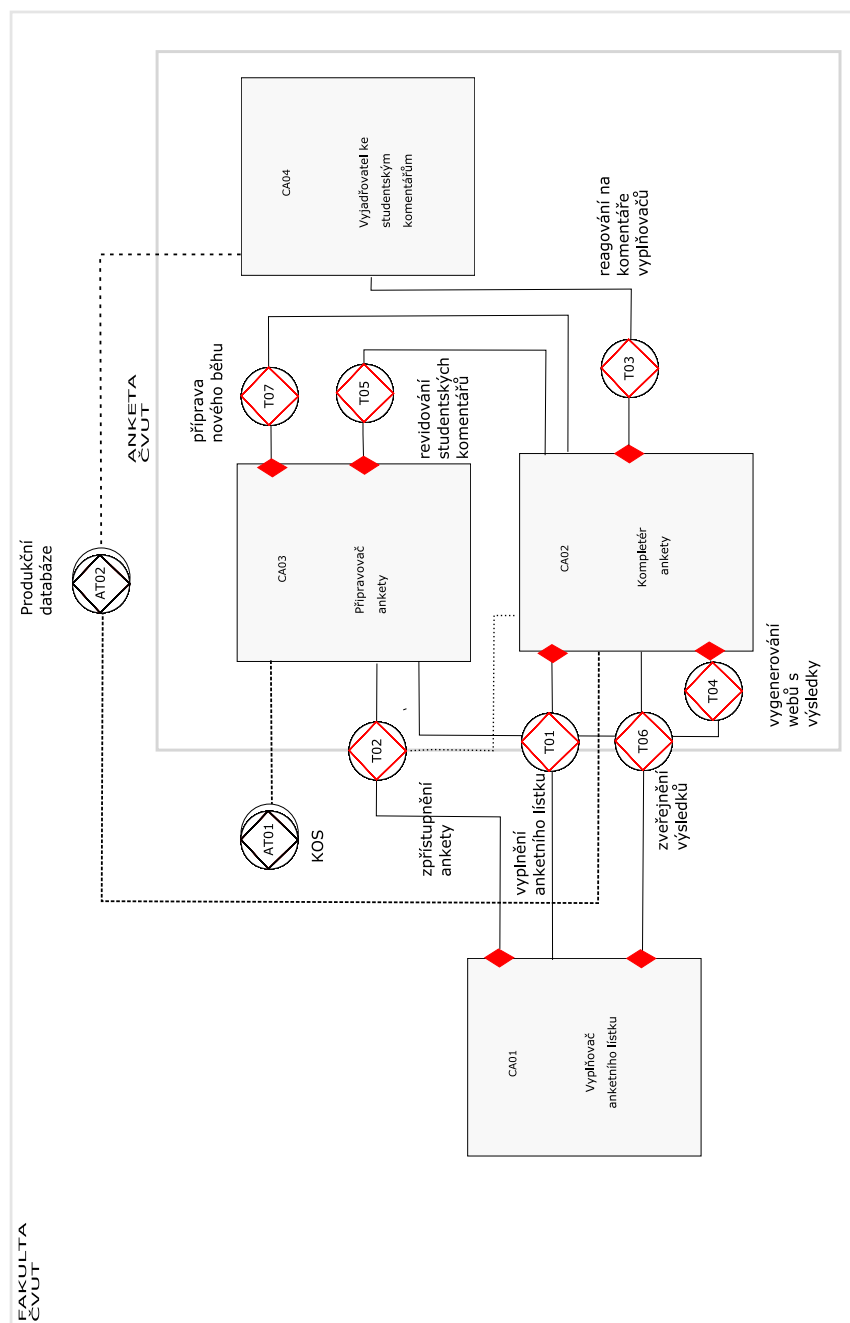 FAKULTA
ČVUT
Produkční
databáze
AT02
ANKETA
ČVUT
příprava
nového běhu
AT01
KOS
CA03
Připravovač
ankety
T07
CA04
Vyjadřovatel ke
studentským
komentářům
T05
revidování
studentských
komentářů
T02
zpřístupnění
ankety
CA01
Vyplňovač
anketního lístku
vyplnění
anketního lístku
T01
CA02
Kompletér
ankety
reagování na
komentáře
vyplňovačů
T03
T06
zveřejnění
výsledků
T04
vygenerování
webů s
výsledky